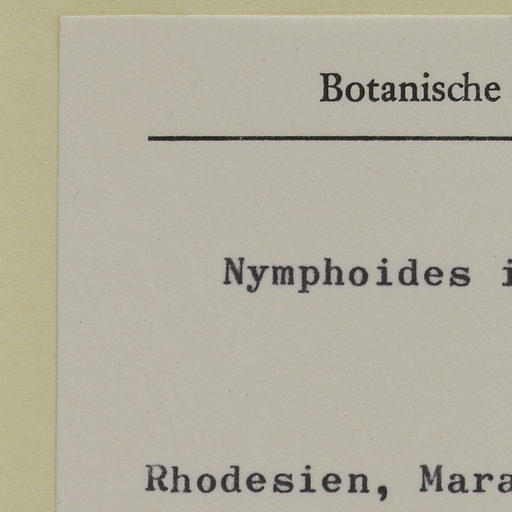 Botanische
Nymphoides i
Rhodesien, Mara